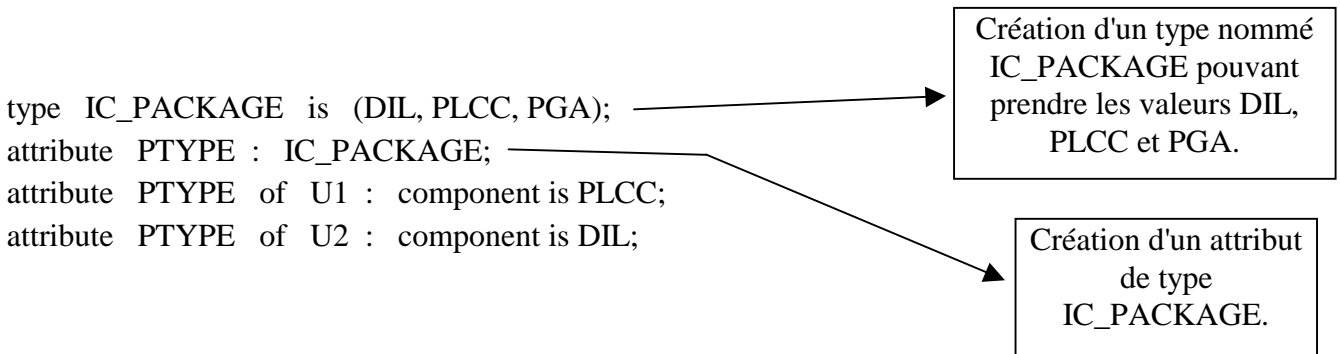 type IC_PACKAGE is (DIL, PLCC, PGA);
attribute PTYPE : IC_PACKAGE;
attribute PTYPE of U1 : component is PLCC;
attribute PTYPE of U2 : component is DIL;
Création d'un type nommé
IC_PACKAGE pouvant
prendre les valeurs DIL,
PLCC et PGA.
Création d'un attribut
de type
IC_PACKAGE.